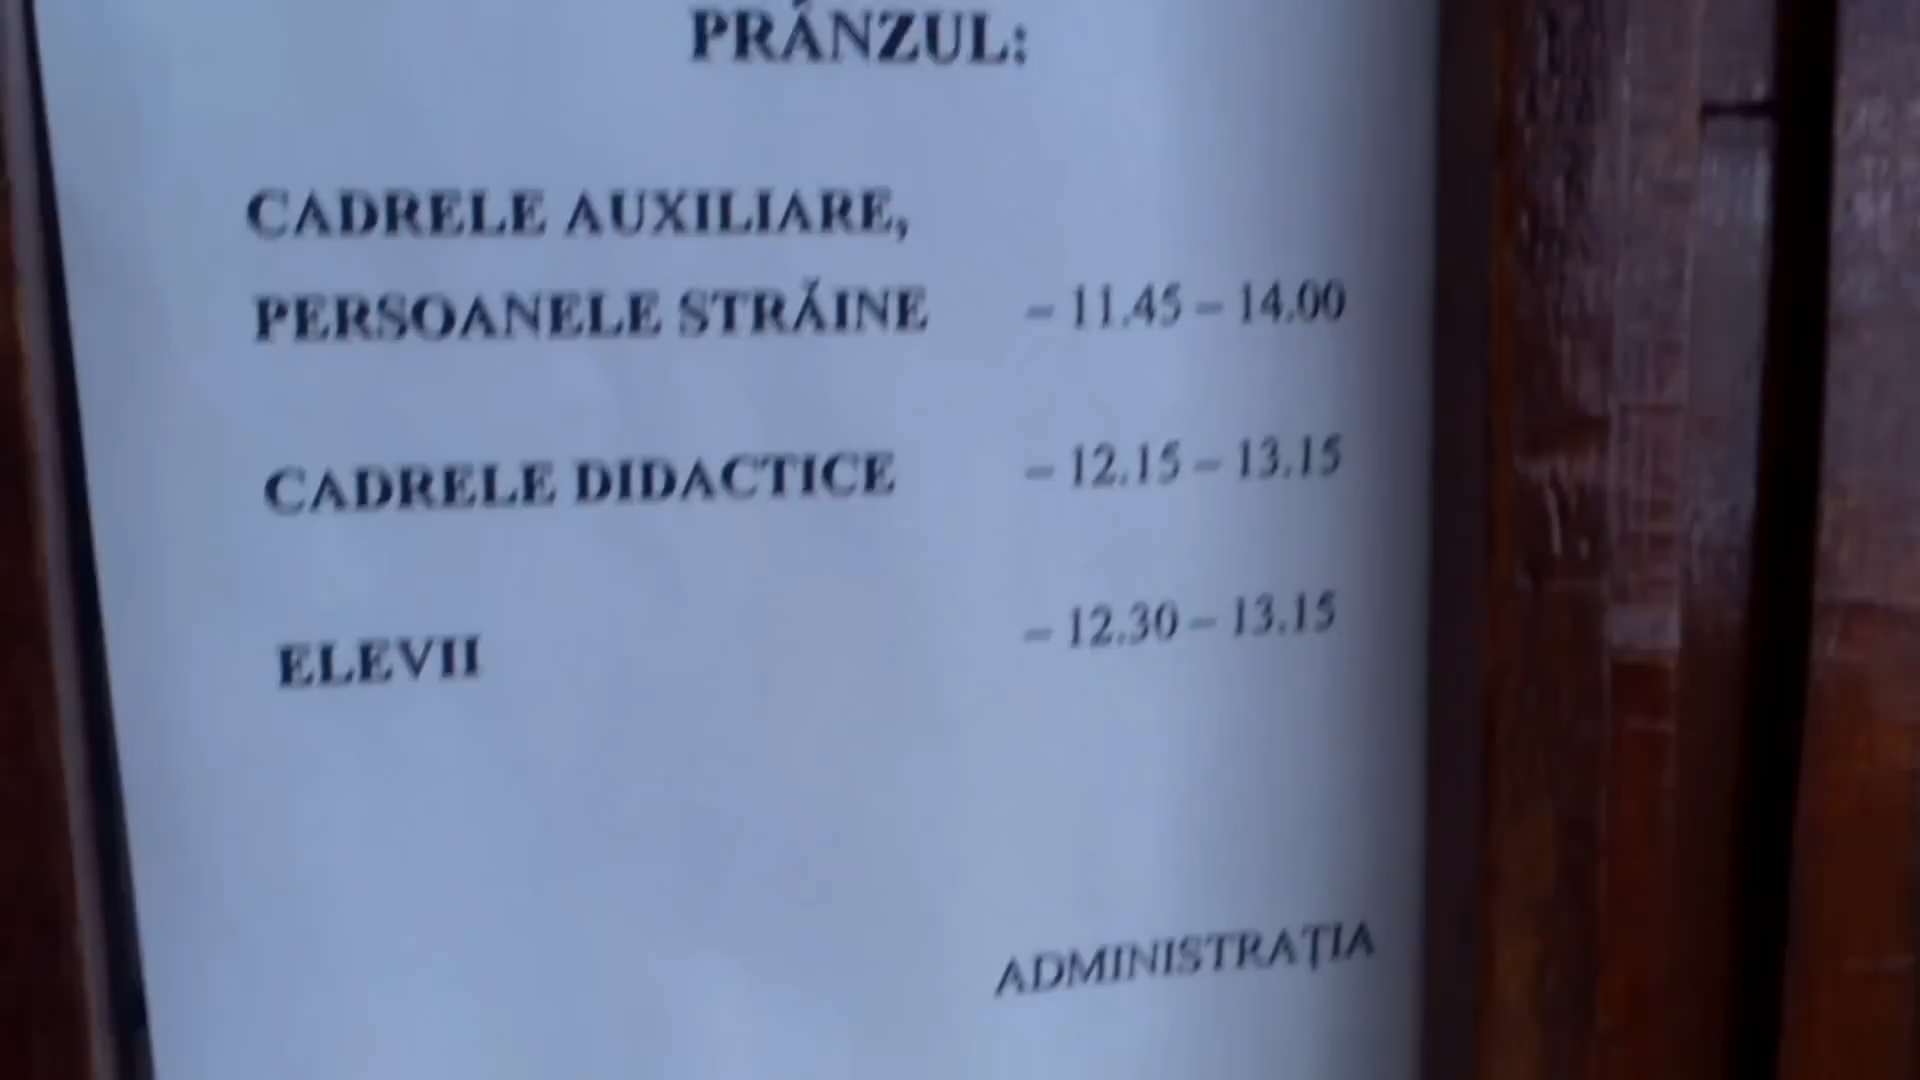 PRÂNZUL:
CADRELE AUXILIARE,
PERSOANELE STRĂINE – 11.45 – 14.00
CADRELE DIDACTICE – 12.15 – 13.15
ELEVII – 12.30 – 13.15
ADMINISTRAȚIA